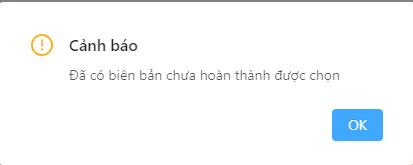 Cảnh báo
Đã có biên bản chưa hoàn thành được chọn
OK